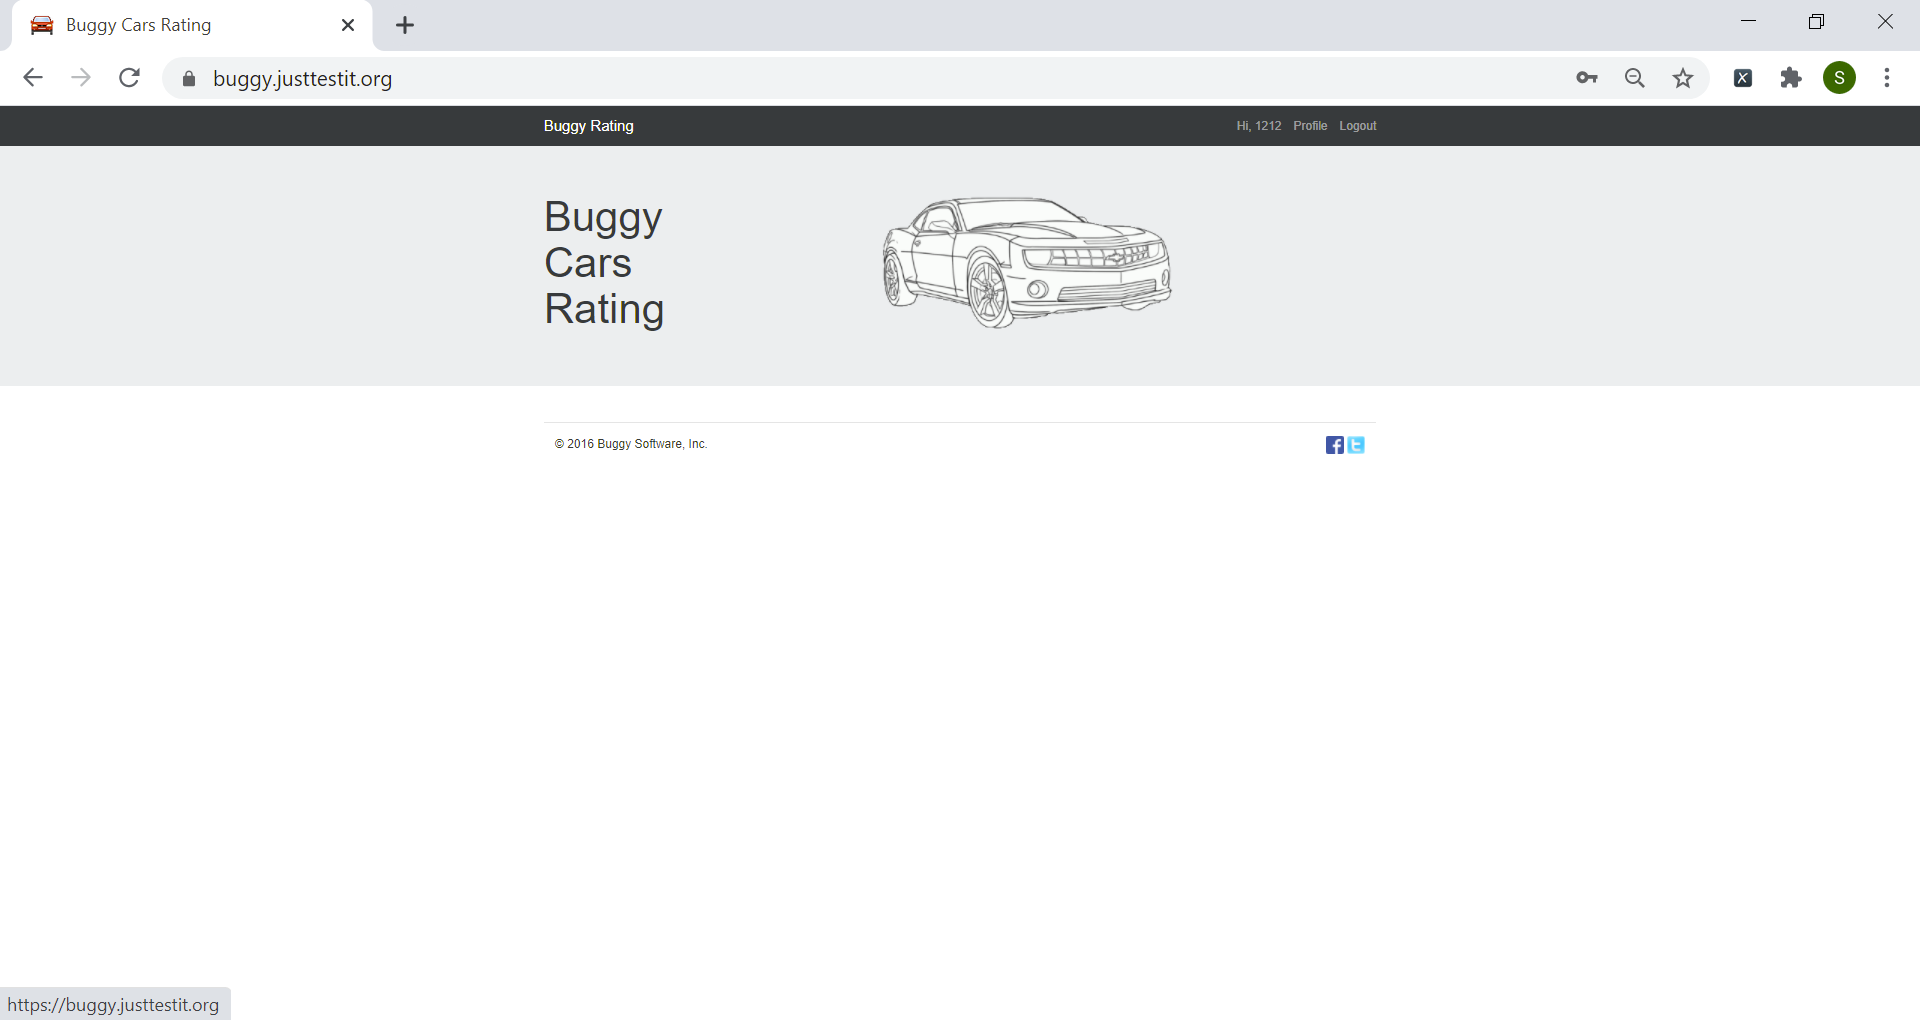 Buggy Cars Rating
buggy.justtestit.org
S
Buggy Rating
Hi, 1212 Profile Logout
Buggy
Cars
Rating
© 2016 Buggy Software, Inc.
https://buggy.justtestit.org